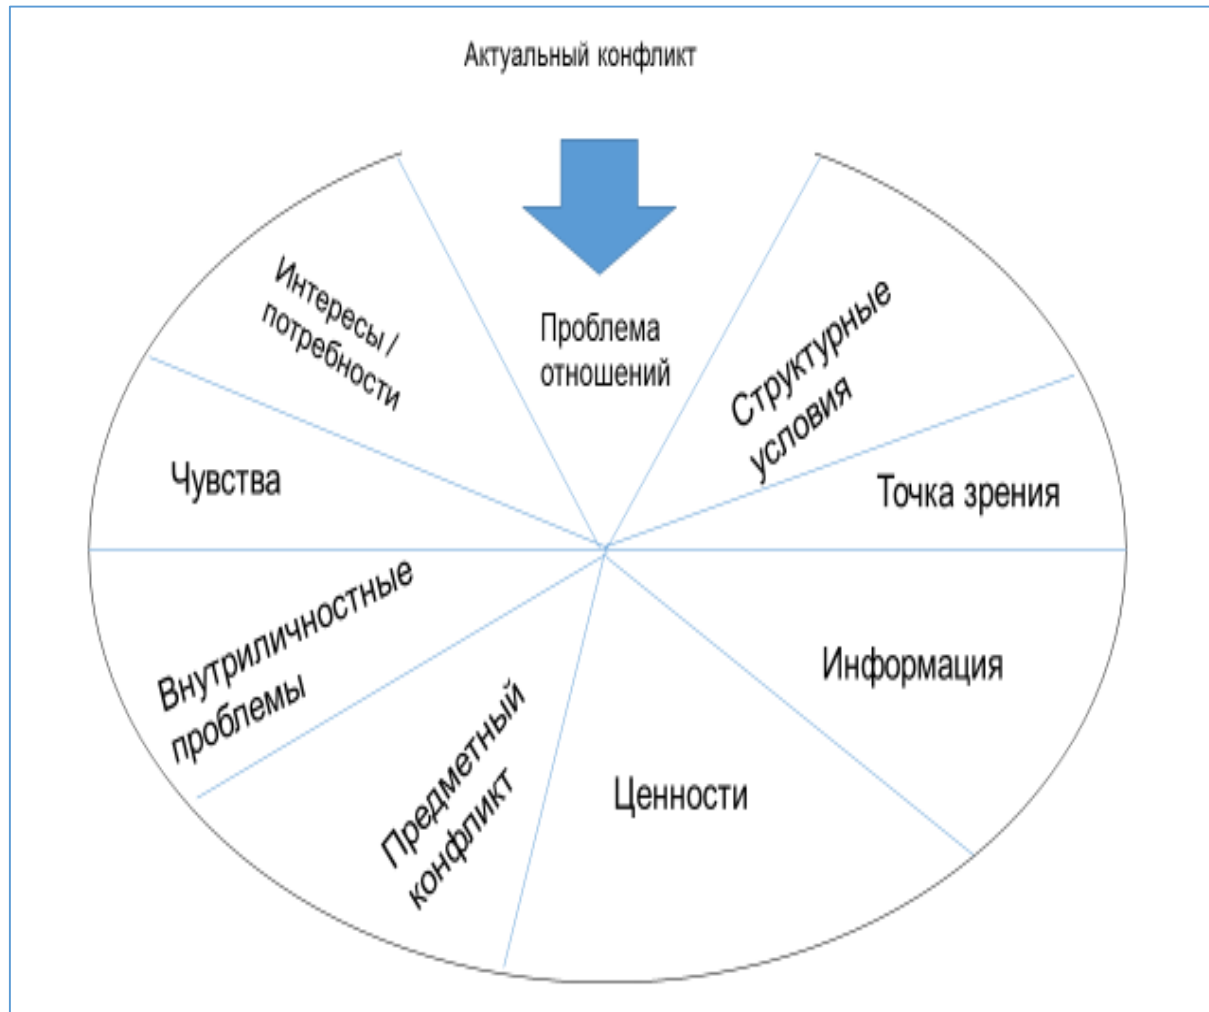 Актуальный конфликт
Интересы /
потребности
Проблема
отношений
Структурные
условия
Чувства
Точка зрения
Внутриличностные
проблемы
Информация
Предметный
конфликт
Ценности